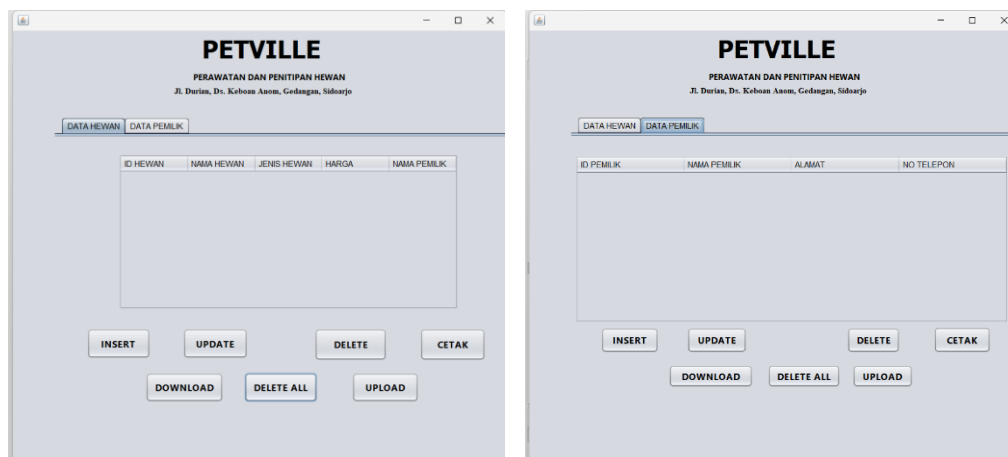 PETVILLE
PERAWATAN DAN PENITIPAN HEWAN
Jl. Durian, Ds. Keboan Anom, Gedangan, Sidoarjo
DATA HEWAN DATA PEMILIK
ID HEWAN NAMA HEWAN JENIS HEWAN HARGA NAMA PEMILIK
INSERT UPDATE DELETE CETAK
DOWNLOAD DELETE ALL UPLOAD
PETVILLE
PERAWATAN DAN PENITIPAN HEWAN
Jl. Durian, Ds. Keboan Anom, Gedangan, Sidoarjo
DATA HEWAN DATA PEMILIK
ID PEMILIK NAMA PEMILIK ALAMAT NO TELEPON
INSERT UPDATE DELETE CETAK
DOWNLOAD DELETE ALL UPLOAD